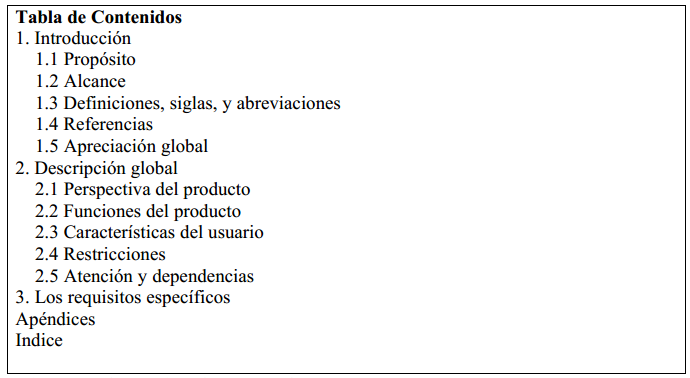 Tabla de Contenidos
1. Introducción
1.1 Propósito
1.2 Alcance
1.3 Definiciones, siglas, y abreviaciones
1.4 Referencias
1.5 Apreciación global
2. Descripción global
2.1 Perspectiva del producto
2.2 Funciones del producto
2.3 Características del usuario
2.4 Restricciones
2.5 Atención y dependencias
3. Los requisitos específicos
Apéndices
Indice